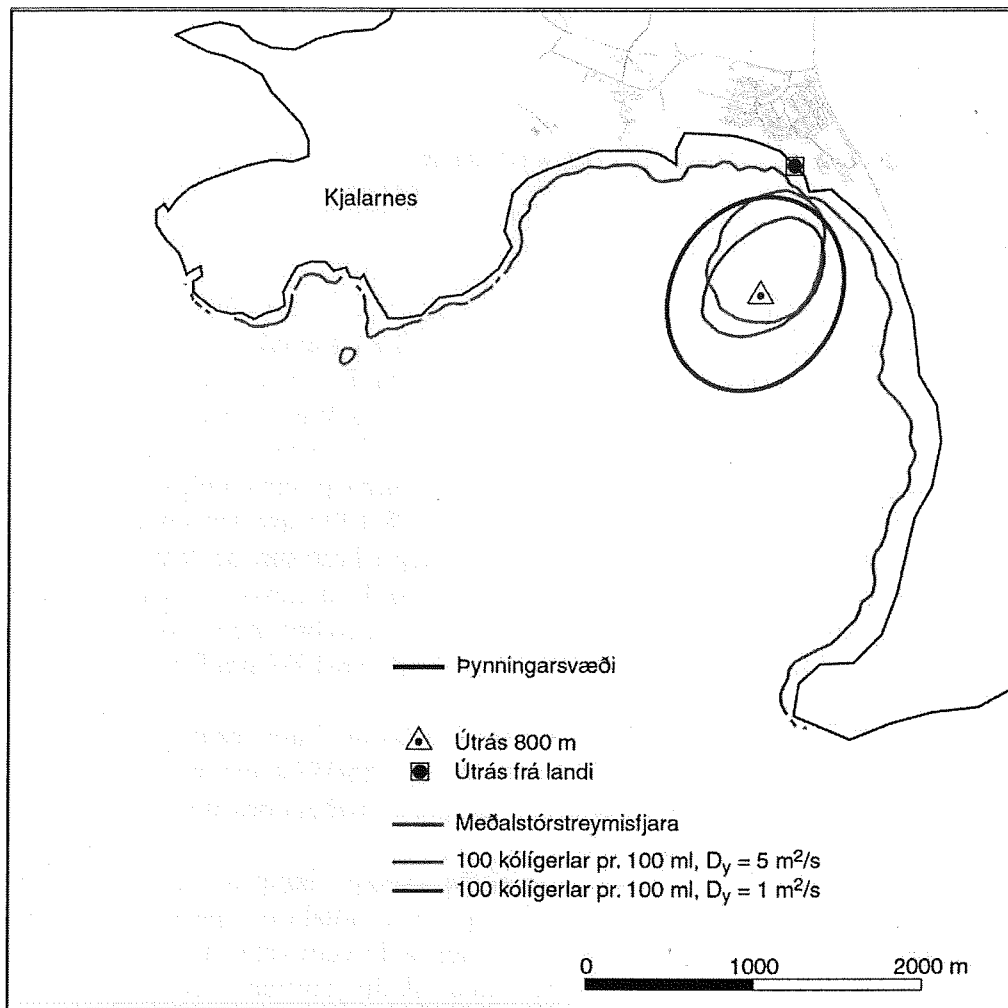 Kjalarnes
Þynningarsvæði
Útrás 800 m
Útrás frá landi
Meðalstórstreymisfjara
100 kólígerlar pr. 100 ml, Dy = 5 m²/s
100 kólígerlar pr. 100 ml, Dy = 1 m²/s
0 1000 2000 m